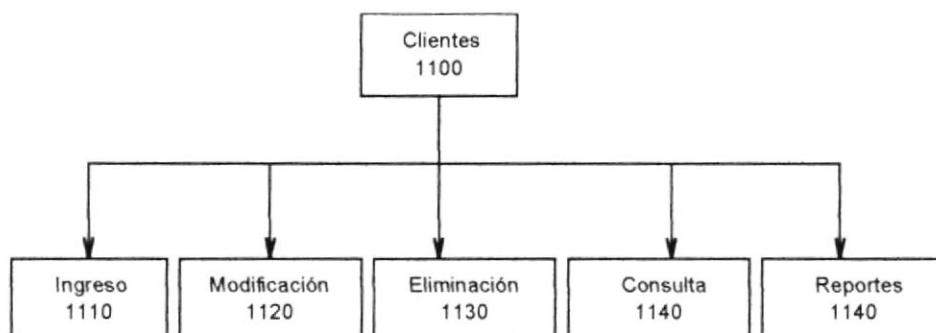 Clientes
1100
Ingreso
1110
Modificación
1120
Eliminación
1130
Consulta
1140
Reportes
1140